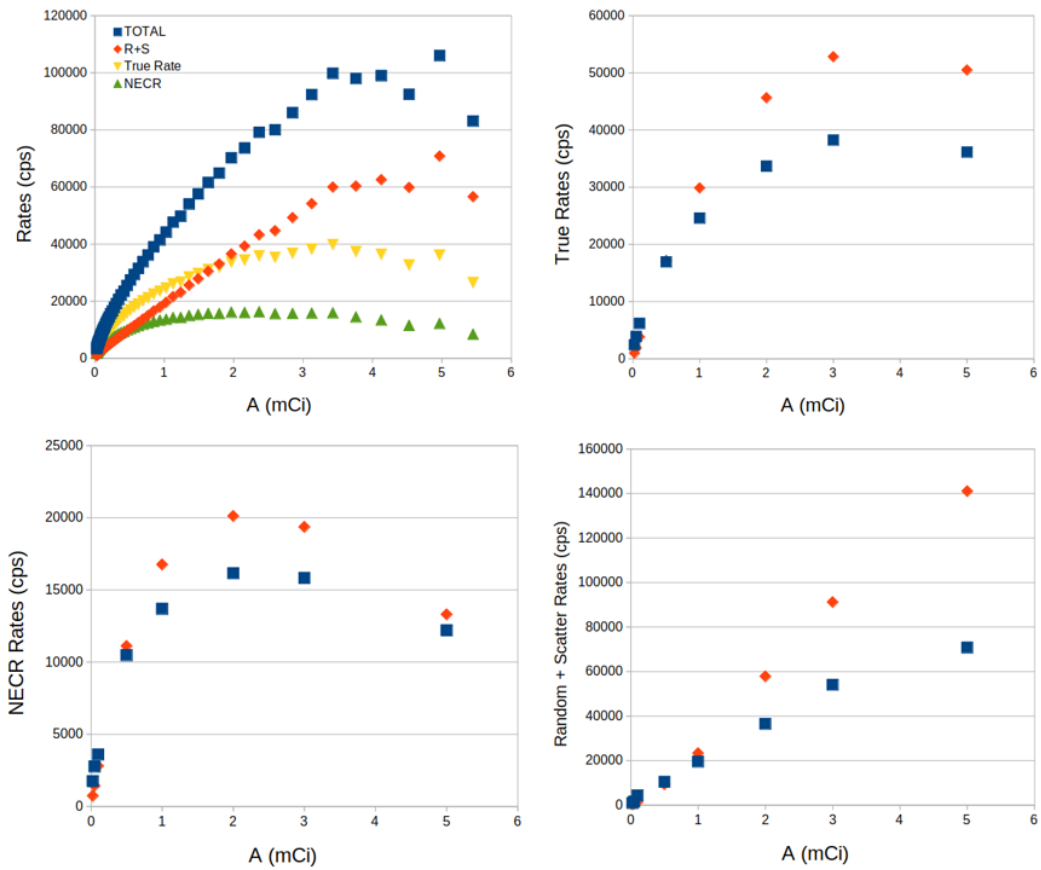 120000
100000
80000
60000
40000
20000
0
0 1 2 3 4 5 6
Rates (cps)
A (mCi)
TOTAL
R+S
True Rate
NECR
60000
50000
40000
30000
20000
10000
0
0 1 2 3 4 5 6
True Rates (cps)
A (mCi)
25000
20000
15000
10000
5000
0
0 1 2 3 4 5 6
NECR Rates (cps)
A (mCi)
160000
140000
120000
100000
80000
60000
40000
20000
0
0 1 2 3 4 5 6
Random + Scatter Rates (cps)
A (mCi)